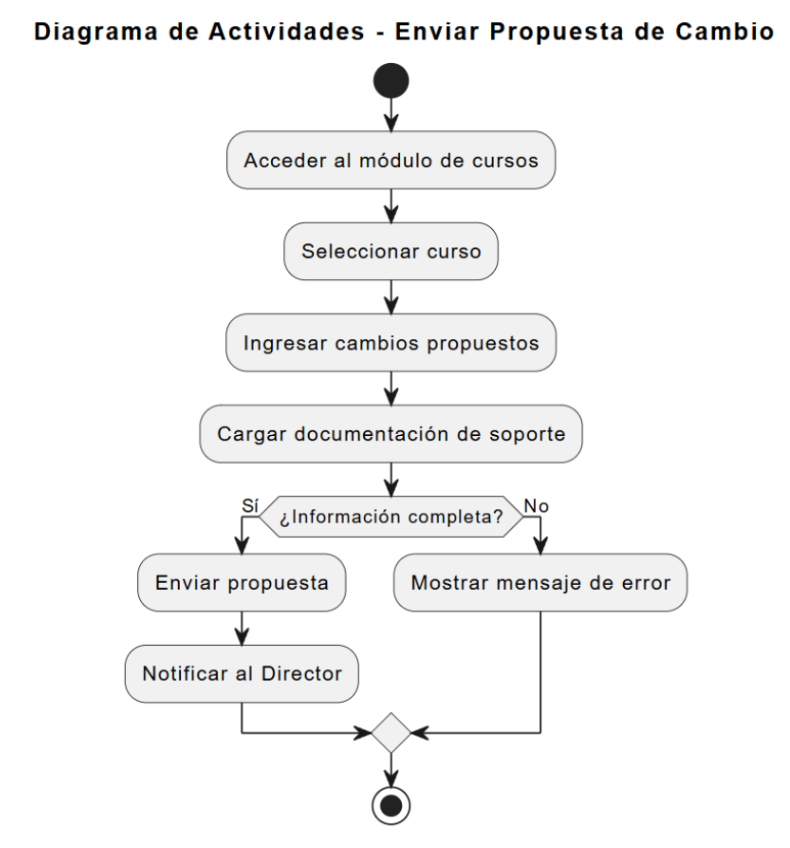 Diagrama de Actividades - Enviar Propuesta de Cambio
Acceder al módulo de cursos
Seleccionar curso
Ingresar cambios propuestos
Cargar documentación de soporte
Sí
¿Información completa?
No
Enviar propuesta
Mostrar mensaje de error
Notificar al Director